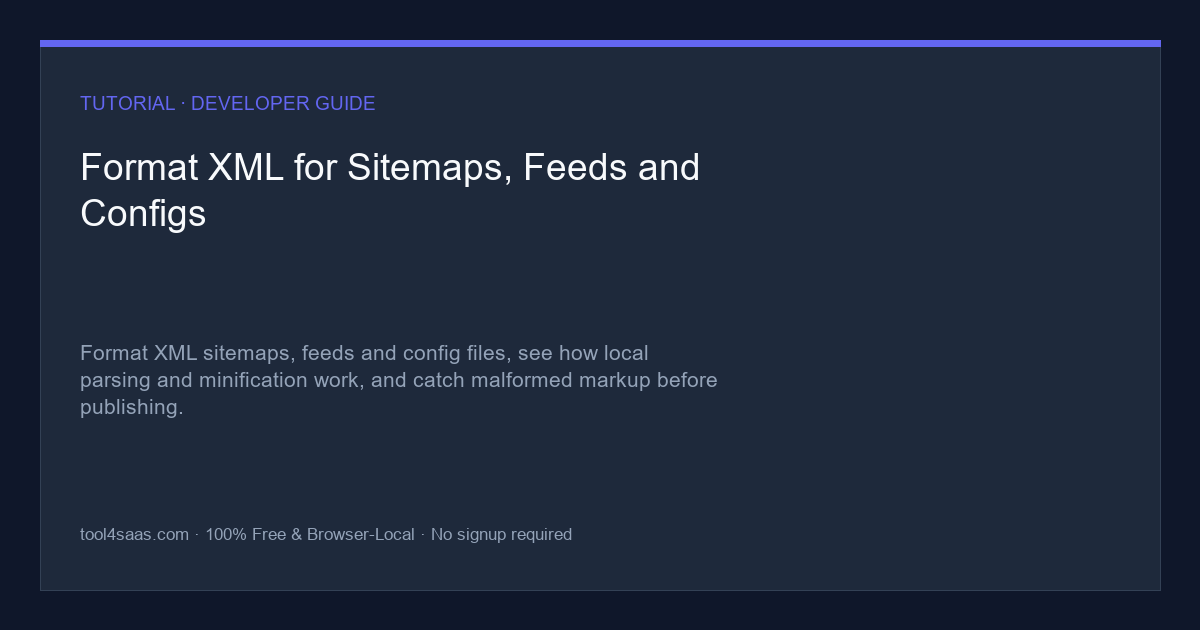 TUTORIAL · DEVELOPER GUIDE
Format XML for Sitemaps, Feeds and
Configs
Format XML sitemaps, feeds and config files, see how local
parsing and minification work, and catch malformed markup before
publishing.
tool4saas.com · 100% Free & Browser-Local · No signup required